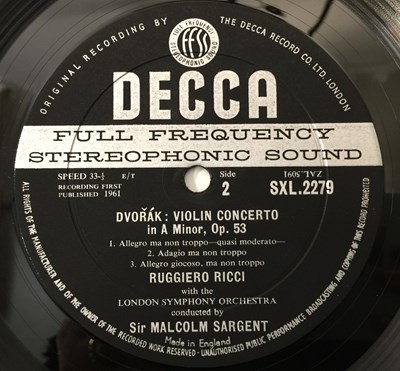 ORIGINAL RECORDING BY
THE DECCA RECORD CO. LTD. LONDON
FULL FREQUENCY
ffss
STEREOPHONIC SOUND
DECCA
FULL FREQUENCY
STEREOPHONIC SOUND
SPEED 33-⅓ E/T
RECORDING FIRST
PUBLISHED 1961
Side
2
SXL.2279
DVOŘÁK: VIOLIN CONCERTO
in A Minor, Op. 53
1. Allegro ma non troppo—quasi moderato—
2. Adagio ma non troppo
3. Allegro giocoso, ma non troppo
RUGGIERO RICCI
with the
LONDON SYMPHONY ORCHESTRA
conducted by
Sir MALCOLM SARGENT
Made in England
ALL RIGHTS OF THE MANUFACTURER AND OF THE OWNER OF THE RECORDED WORK RESERVED · UNAUTHORISED PUBLIC PERFORMANCE BROADCASTING AND COPYING OF THIS RECORD PROHIBITED